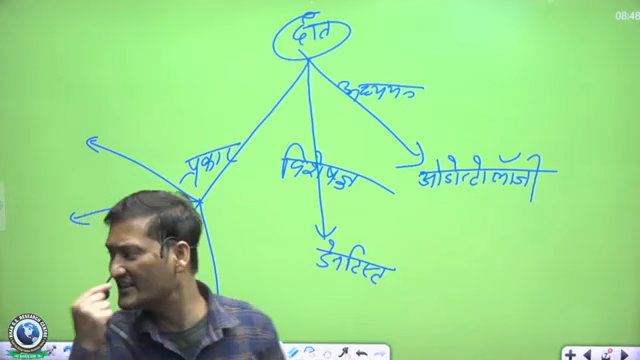 08:48
दाँत
अध्ययन
प्रकार
विशेषज्ञ
ओडोन्टोलॉजी
डेन्टिस्ट